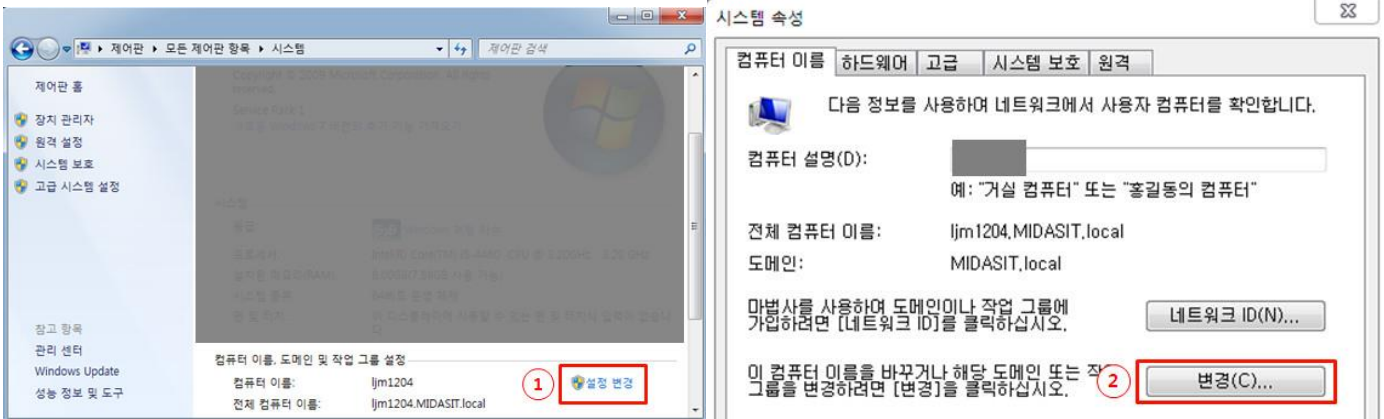 제어판 ▸ 모든 제어판 항목 ▸ 시스템
제어판 검색
제어판 홈
장치 관리자
원격 설정
시스템 보호
고급 시스템 설정
참고 항목
관리 센터
Windows Update
성능 정보 및 도구
Copyright © 2009 Microsoft Corporation. All rights reserved.
Service Pack 1
시스템
컴퓨터 이름, 도메인 및 작업 그룹 설정
컴퓨터 이름: ljm1204
1 설정 변경
전체 컴퓨터 이름: ljm1204.MIDASIT.local
시스템 속성
컴퓨터 이름 하드웨어 고급 시스템 보호 원격
다음 정보를 사용하여 네트워크에서 사용자 컴퓨터를 확인합니다.
컴퓨터 설명(D):
예: "거실 컴퓨터" 또는 "홍길동의 컴퓨터"
전체 컴퓨터 이름: ljm1204.MIDASIT.local
도메인: MIDASIT.local
마법사를 사용하여 도메인이나 작업 그룹에
가입하려면 [네트워크 ID]를 클릭하십시오.
네트워크 ID(N)...
이 컴퓨터 이름을 바꾸거나 해당 도메인 또는
그룹을 변경하려면 [변경]을 클릭하십시오.
2 변경(C)...